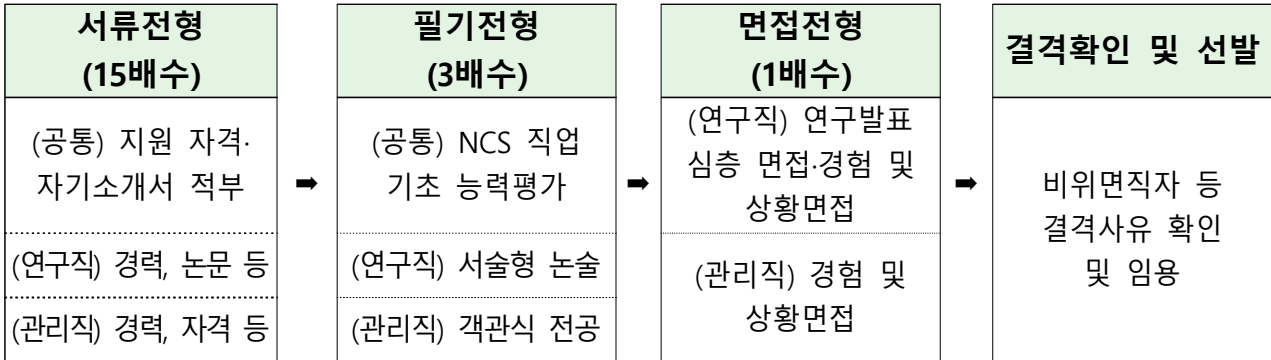 서류전형
(15배수)
(공통) 지원 자격·
자기소개서 적부
(연구직) 경력, 논문 등
(관리직) 경력, 자격 등
➡
필기전형
(3배수)
(공통) NCS 직업
기초 능력평가
(연구직) 서술형 논술
(관리직) 객관식 전공
➡
면접전형
(1배수)
(연구직) 연구발표
심층 면접·경험 및
상황면접
(관리직) 경험 및
상황면접
➡
결격확인 및 선발
비위면직자 등
결격사유 확인
및 임용